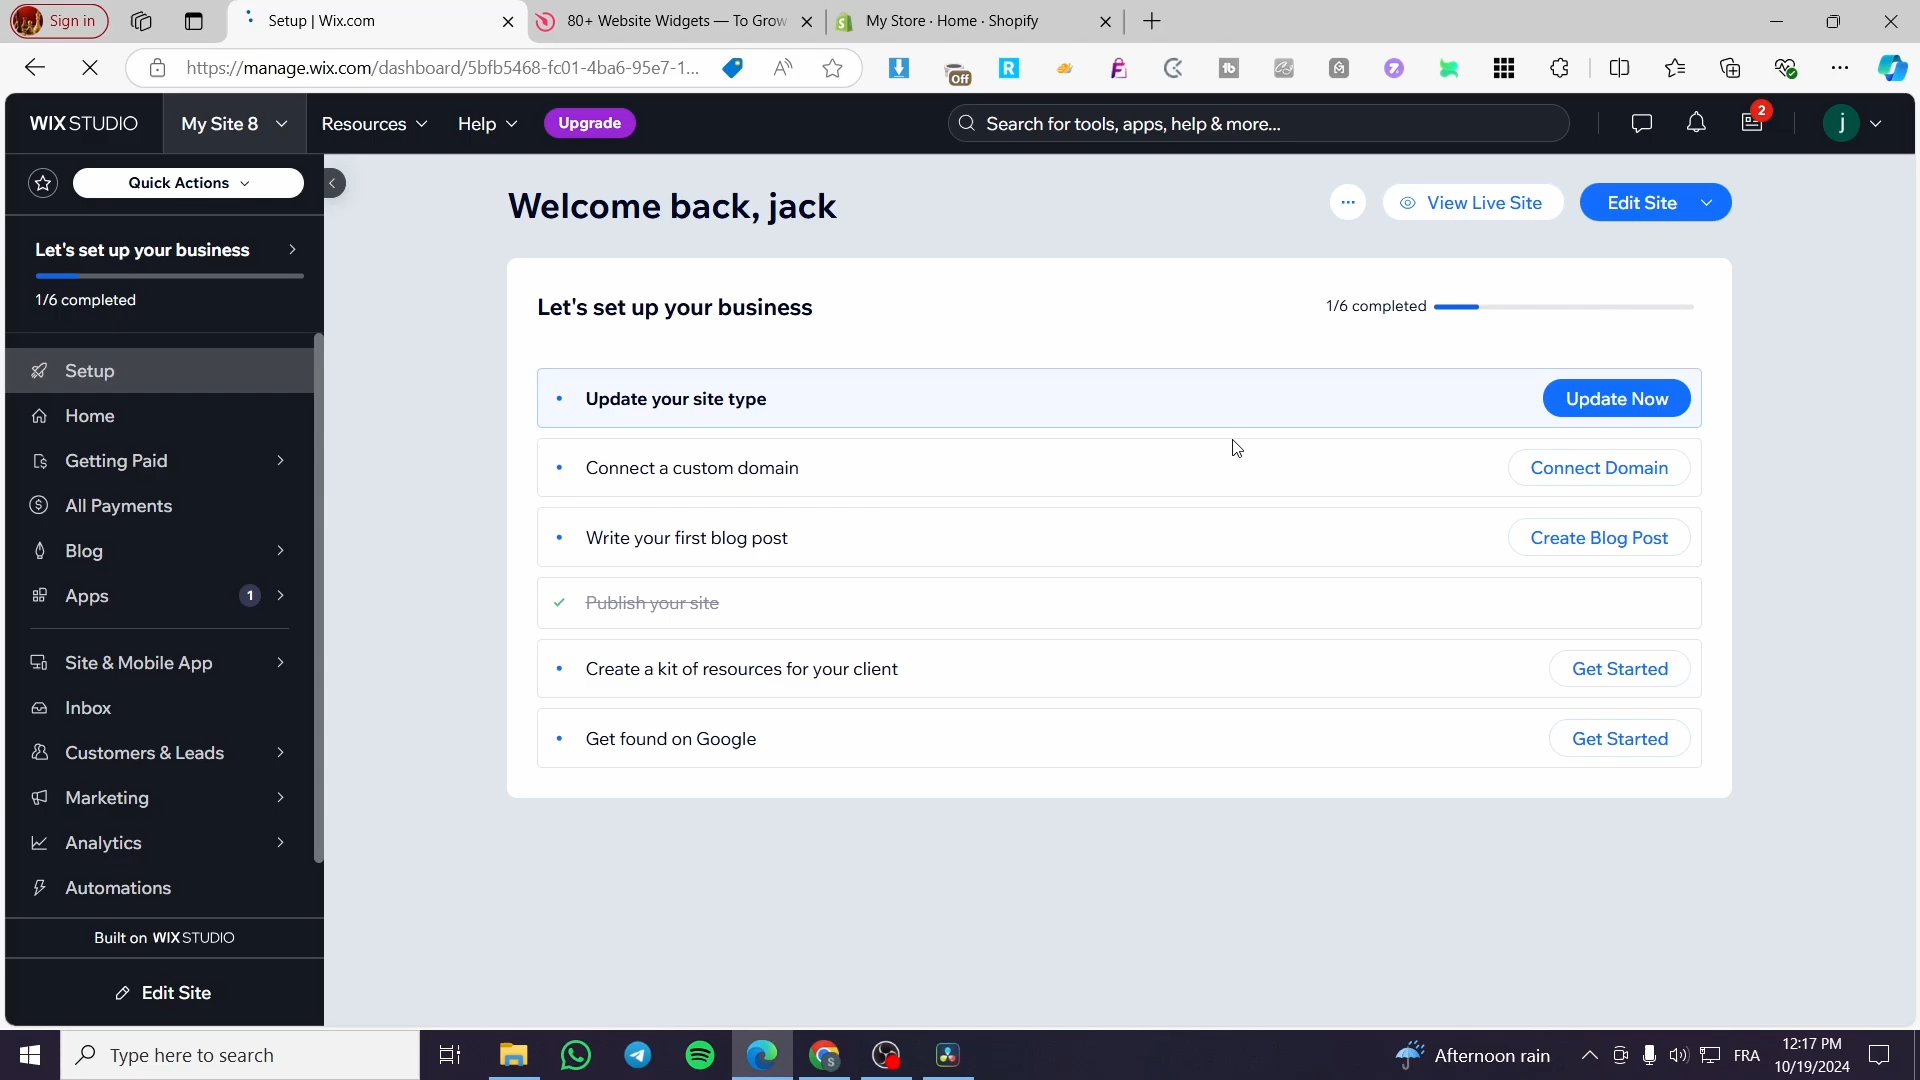 Sign in
Setup | Wix.com
80+ Website Widgets — To Grow
My Store · Home · Shopify
https://manage.wix.com/dashboard/5bfb5468-fc01-4ba6-95e7-1...
Off
WIX STUDIO
My Site 8
Resources
Help
Upgrade
Search for tools, apps, help & more...
2
j
Quick Actions
Let's set up your business
1/6 completed
Setup
Home
Getting Paid
All Payments
Blog
Apps
1
Site & Mobile App
Inbox
Customers & Leads
Marketing
Analytics
Automations
Built on WIX STUDIO
Edit Site
Welcome back, jack
View Live Site
Edit Site
Let's set up your business
1/6 completed
Update your site type
Update Now
Connect a custom domain
Connect Domain
Write your first blog post
Create Blog Post
Publish your site
Create a kit of resources for your client
Get Started
Get found on Google
Get Started
Type here to search
Afternoon rain
FRA
12:17 PM
10/19/2024